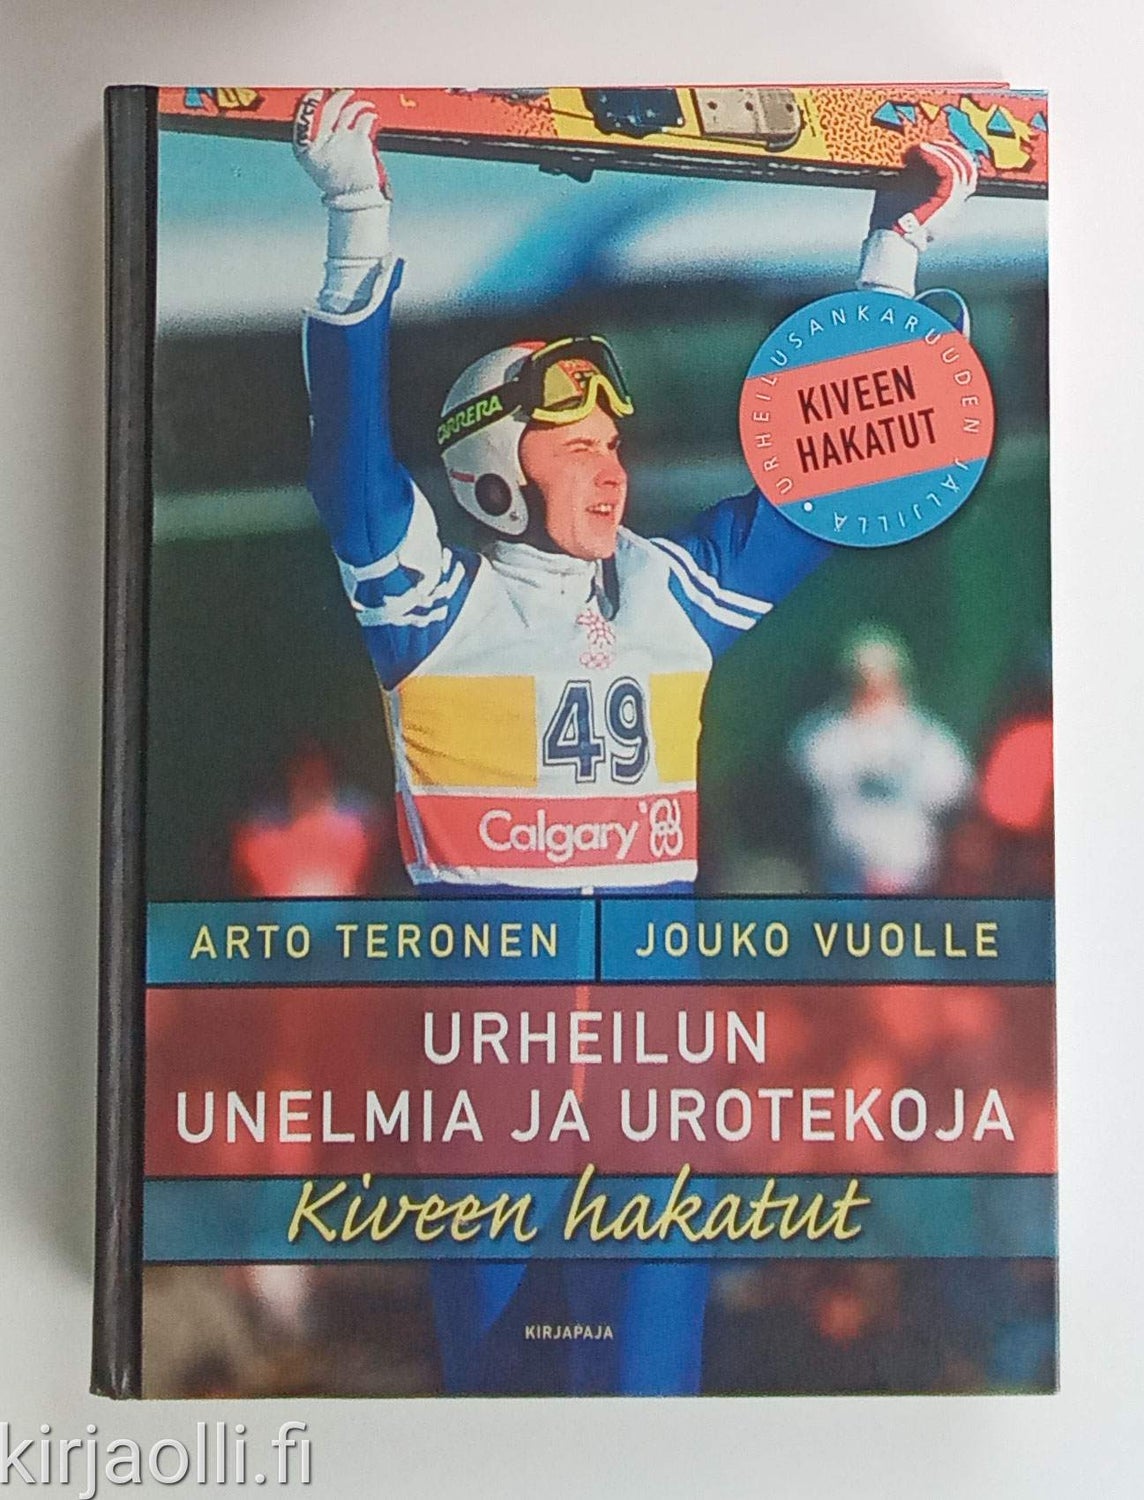 reusch
CARRERA
URHEILUSANKARUUDEN JÄLJILLÄ •
KIVEEN
HAKATUT
49
Calgary '88
ARTO TERONEN
JOUKO VUOLLE
URHEILUN
UNELMIA JA UROTEKOJA
Kiveen hakatut
KIRJAPAJA
kirjaolli.fi